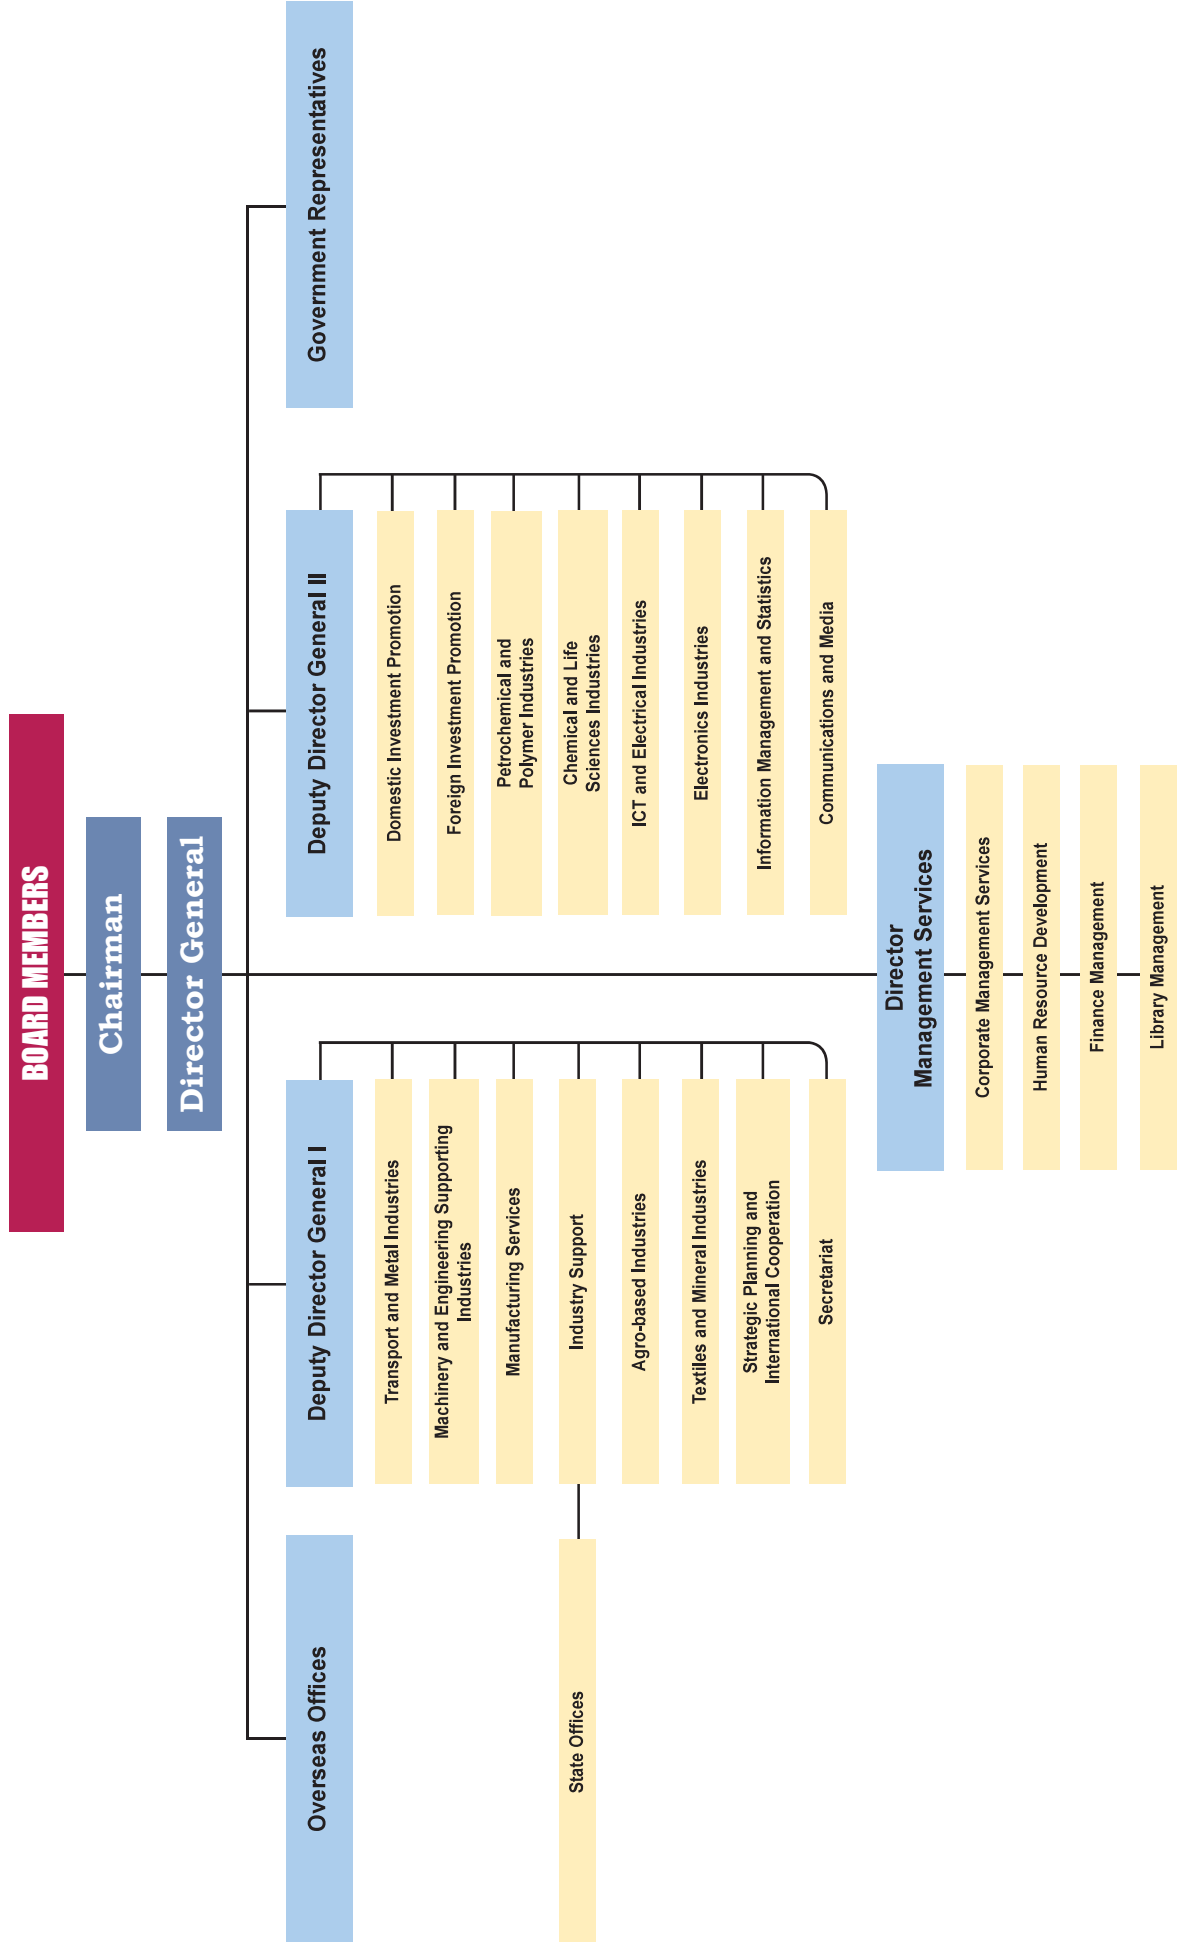 BOARD MEMBERS
Chairman
Director General
Overseas Offices
Deputy Director General I
Deputy Director General II
Government Representatives
Transport and Metal Industries
Machinery and Engineering Supporting
Industries
Manufacturing Services
Industry Support
State Offices
Agro-based Industries
Textiles and Mineral Industries
Strategic Planning and
International Cooperation
Secretariat
Domestic Investment Promotion
Foreign Investment Promotion
Petrochemical and
Polymer Industries
Chemical and Life
Sciences Industries
ICT and Electrical Industries
Electronics Industries
Information Management and Statistics
Communications and Media
Director
Management Services
Corporate Management Services
Human Resource Development
Finance Management
Library Management